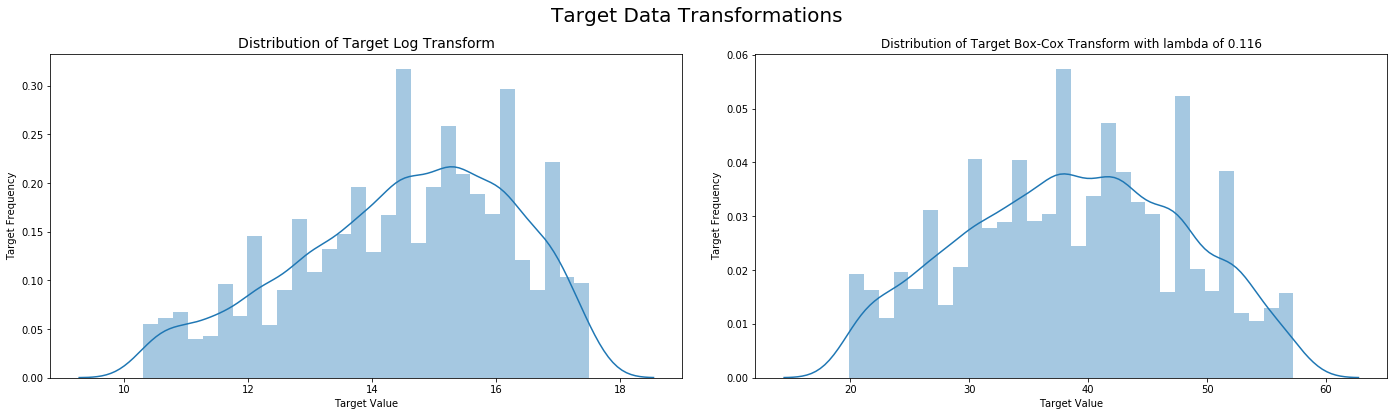 Target Data Transformations
Distribution of Target Log Transform
0.30
0.25
0.20
0.15
0.10
0.05
0.00
Target Frequency
10 12 14 16 18
Target Value
Distribution of Target Box-Cox Transform with lambda of 0.116
0.06
0.05
0.04
0.03
0.02
0.01
0.00
Target Frequency
20 30 40 50 60
Target Value